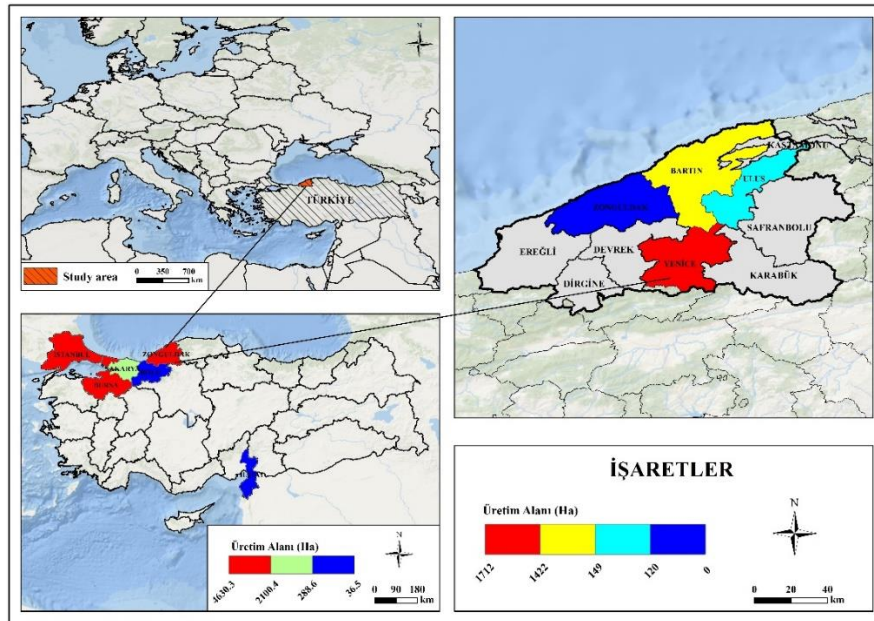 N
TÜRKİYE
Study area
0 350 700
km
KASTAMONU
BARTIN
ULUS
SAFRANBOLU
EREĞLİ
DEVREK
YENİCE
DİRGİNE
KARABÜK
İSTANBUL
ZONGULDAK
SAKARYA
BURSA
Üretim Alanı (Ha)
4630.3
2100.4
288.6
36.5
N
0 90 180
km
İŞARETLER
Üretim Alanı (Ha)
1712
1422
149
120
0
N
0 20 40
km